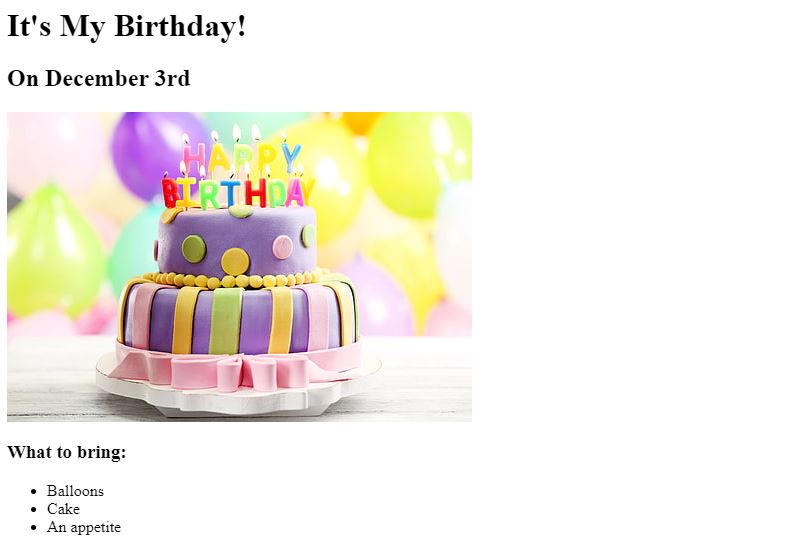 It's My Birthday!
On December 3rd
HAPPY
BIRTHDAY
What to bring:
Balloons
Cake
An appetite